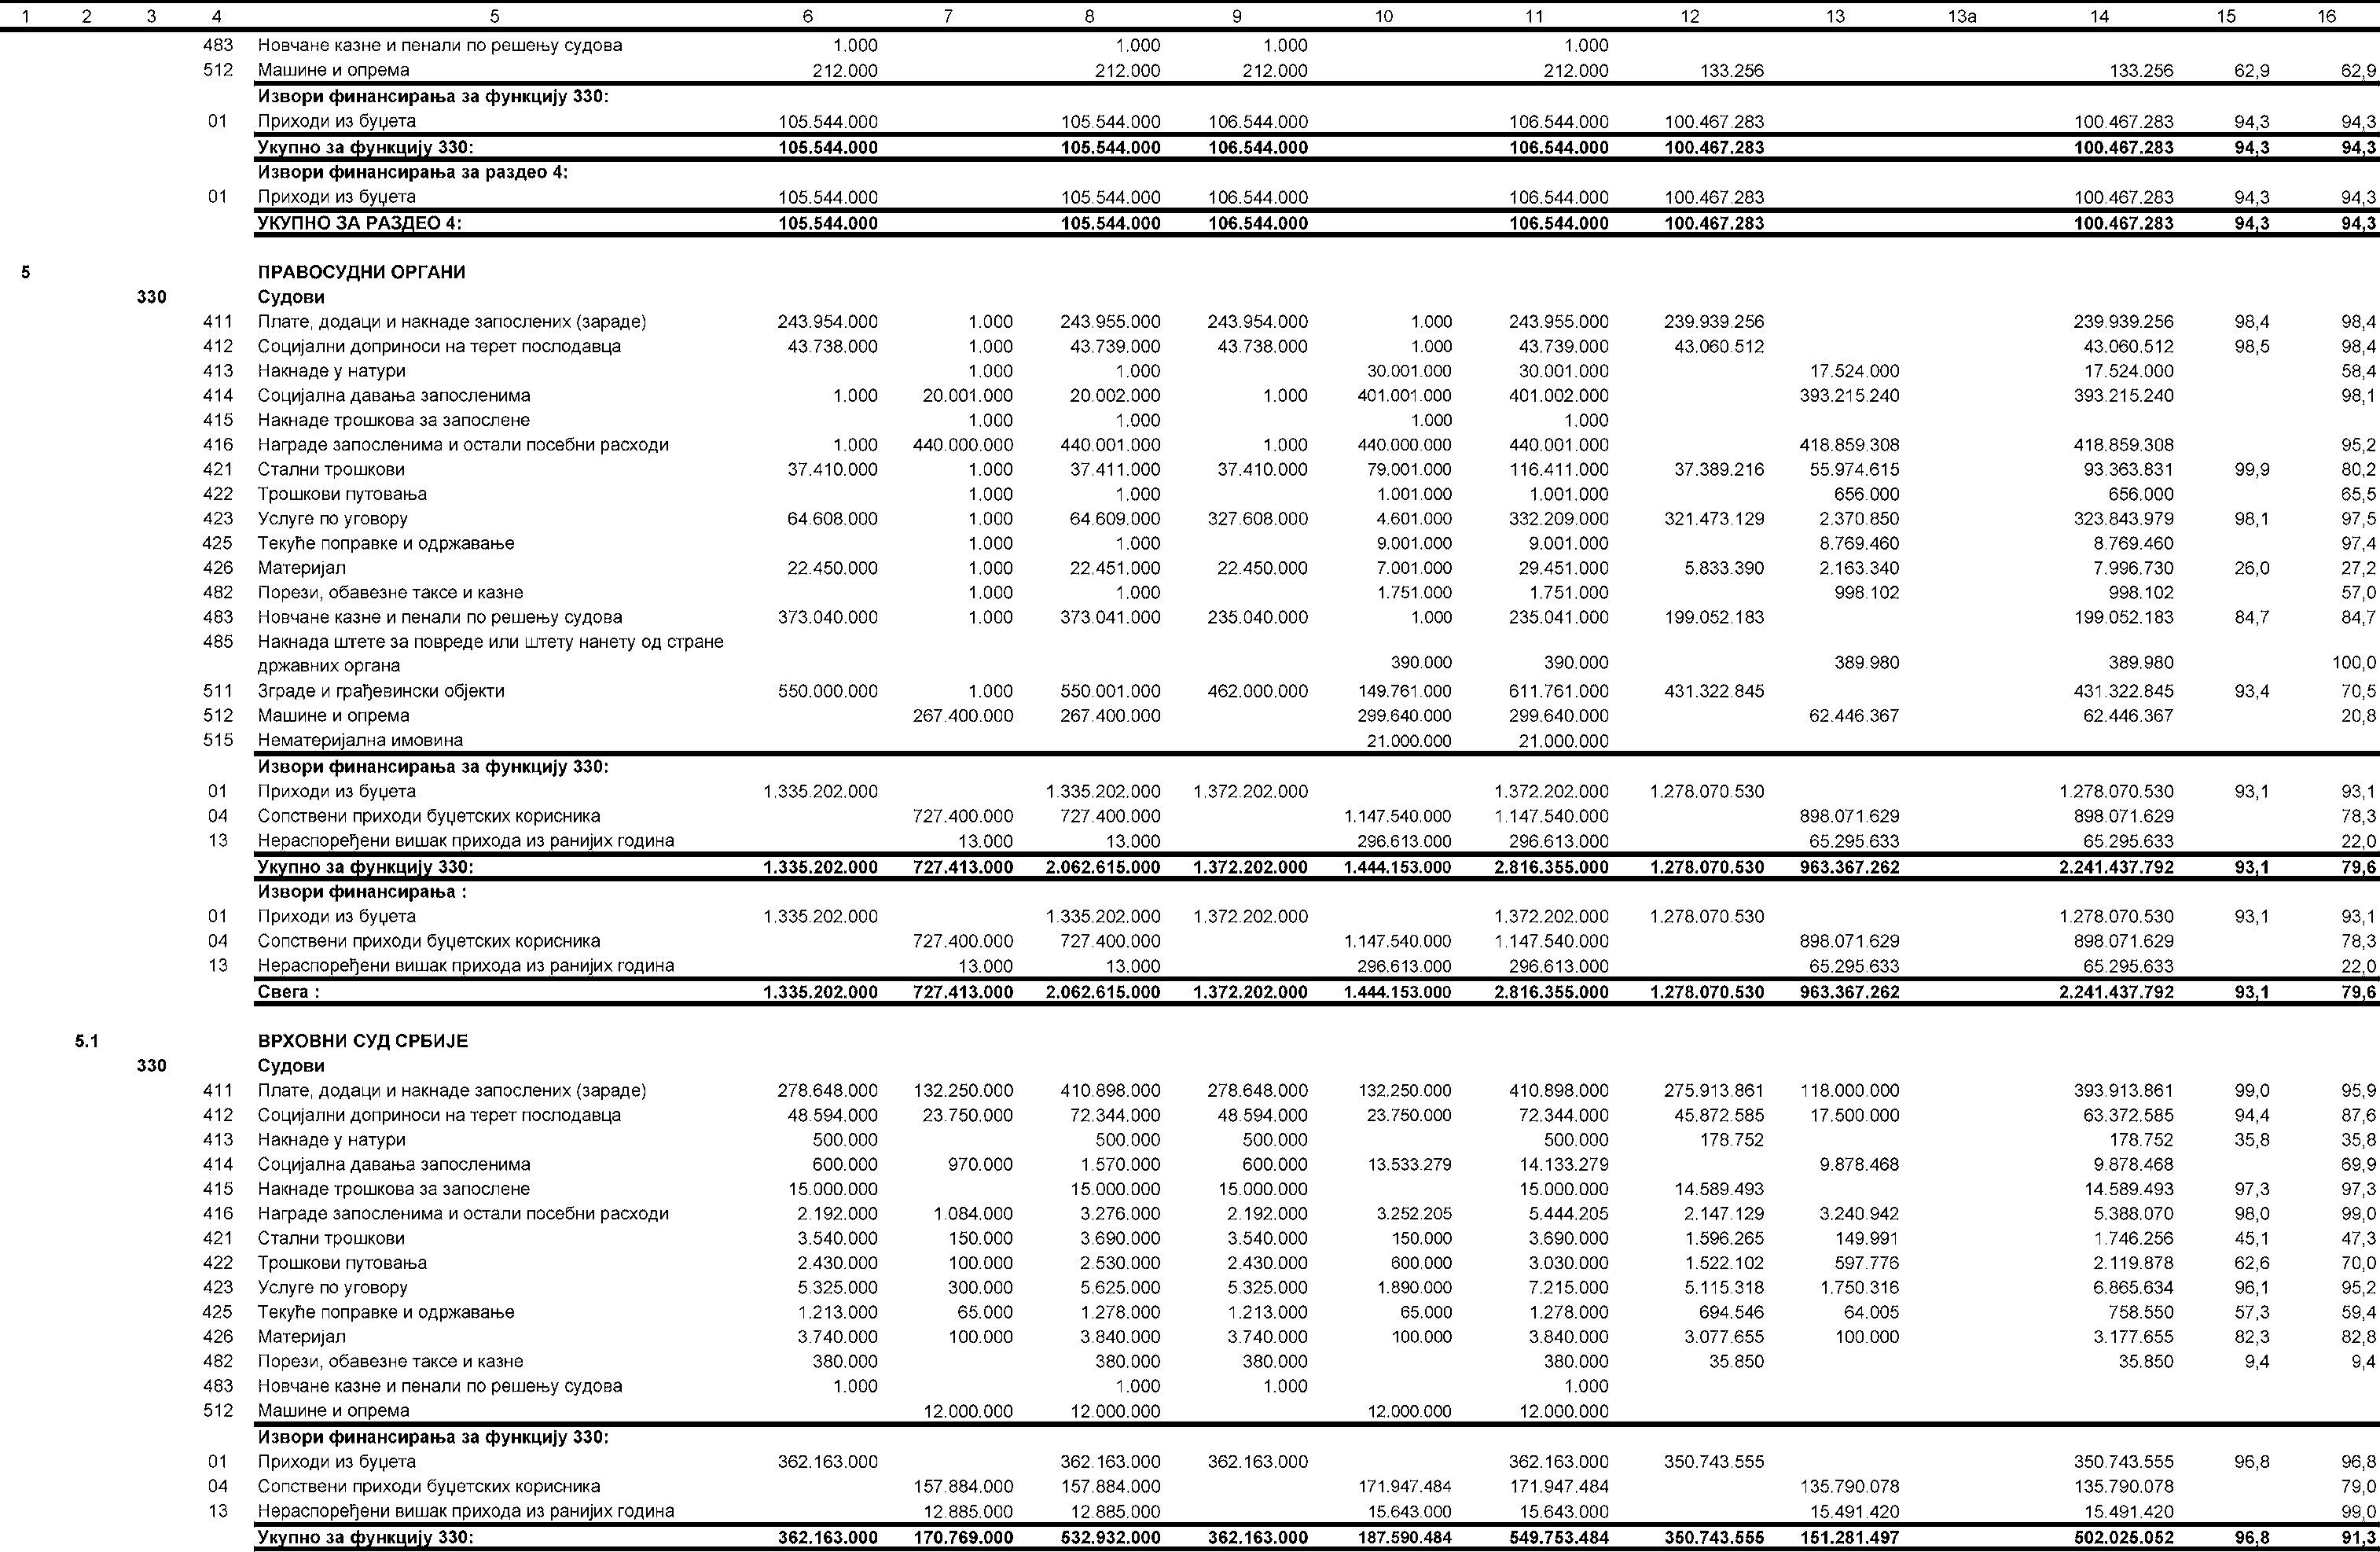 1 2 3 4 5 6 7 8 9 10 11 12 13 13a 14 15 16
483 Новчане казне и пенали по решењу судова 1.000 1.000 1.000 1.000
512 Машине и опрема 212.000 212.000 212.000 212.000 133.256 133.256 62,9 62,9
Извори финансирања за функцију 330:
01 Приходи из буџета 105.544.000 105.544.000 106.544.000 106.544.000 100.467.283 100.467.283 94,3 94,3
Укупно за функцију 330: 105.544.000 105.544.000 106.544.000 106.544.000 100.467.283 100.467.283 94,3 94,3
Извори финансирања за раздео 4:
01 Приходи из буџета 105.544.000 105.544.000 106.544.000 106.544.000 100.467.283 100.467.283 94,3 94,3
УКУПНО ЗА РАЗДЕО 4: 105.544.000 105.544.000 106.544.000 106.544.000 100.467.283 100.467.283 94,3 94,3
5 ПРАВОСУДНИ ОРГАНИ
330 Судови
411 Плате, додаци и накнаде запослених (зараде) 243.954.000 1.000 243.955.000 243.954.000 1.000 243.955.000 239.939.256 239.939.256 98,4 98,4
412 Социјални доприноси на терет послодавца 43.738.000 1.000 43.739.000 43.738.000 1.000 43.739.000 43.060.512 43.060.512 98,5 98,4
413 Накнаде у натури 1.000 1.000 30.001.000 30.001.000 17.524.000 17.524.000 58,4
414 Социјална давања запосленима 1.000 20.001.000 20.002.000 1.000 401.001.000 401.002.000 393.215.240 393.215.240 98,1
415 Накнаде трошкова за запослене 1.000 1.000 1.000 1.000
416 Награде запосленима и остали посебни расходи 1.000 440.000.000 440.001.000 1.000 440.000.000 440.001.000 418.859.308 418.859.308 95,2
421 Стални трошкови 37.410.000 1.000 37.411.000 37.410.000 79.001.000 116.411.000 37.389.216 55.974.615 93.363.831 99,9 80,2
422 Трошкови путовања 1.000 1.000 1.001.000 1.001.000 656.000 656.000 65,5
423 Услуге по уговору 64.608.000 1.000 64.609.000 327.608.000 4.601.000 332.209.000 321.473.129 2.370.850 323.843.979 98,1 97,5
425 Текуће поправке и одржавање 1.000 1.000 9.001.000 9.001.000 8.769.460 8.769.460 97,4
426 Материјал 22.450.000 1.000 22.451.000 22.450.000 7.001.000 29.451.000 5.833.390 2.163.340 7.996.730 26,0 27,2
482 Порези, обавезне таксе и казне 1.000 1.000 1.751.000 1.751.000 998.102 998.102 57,0
483 Новчане казне и пенали по решењу судова 373.040.000 1.000 373.041.000 235.040.000 1.000 235.041.000 199.052.183 199.052.183 84,7 84,7
485 Накнада штете за повреде или штету нанету од стране
државних органа 390.000 390.000 389.980 389.980 100,0
511 Зграде и грађевински објекти 550.000.000 1.000 550.001.000 462.000.000 149.761.000 611.761.000 431.322.845 431.322.845 93,4 70,5
512 Машине и опрема 267.400.000 267.400.000 299.640.000 299.640.000 62.446.367 62.446.367 20,8
515 Нематеријална имовина 21.000.000 21.000.000
Извори финансирања за функцију 330:
01 Приходи из буџета 1.335.202.000 1.335.202.000 1.372.202.000 1.372.202.000 1.278.070.530 1.278.070.530 93,1 93,1
04 Сопствени приходи буџетских корисника 727.400.000 727.400.000 1.147.540.000 1.147.540.000 898.071.629 898.071.629 78,3
13 Нераспоређени вишак прихода из ранијих година 13.000 13.000 296.613.000 296.613.000 65.295.633 65.295.633 22,0
Укупно за функцију 330: 1.335.202.000 727.413.000 2.062.615.000 1.372.202.000 1.444.153.000 2.816.355.000 1.278.070.530 963.367.262 2.241.437.792 93,1 79,6
Извори финансирања :
01 Приходи из буџета 1.335.202.000 1.335.202.000 1.372.202.000 1.372.202.000 1.278.070.530 1.278.070.530 93,1 93,1
04 Сопствени приходи буџетских корисника 727.400.000 727.400.000 1.147.540.000 1.147.540.000 898.071.629 898.071.629 78,3
13 Нераспоређени вишак прихода из ранијих година 13.000 13.000 296.613.000 296.613.000 65.295.633 65.295.633 22,0
Свега : 1.335.202.000 727.413.000 2.062.615.000 1.372.202.000 1.444.153.000 2.816.355.000 1.278.070.530 963.367.262 2.241.437.792 93,1 79,6
5.1 ВРХОВНИ СУД СРБИЈЕ
330 Судови
411 Плате, додаци и накнаде запослених (зараде) 278.648.000 132.250.000 410.898.000 278.648.000 132.250.000 410.898.000 275.913.861 118.000.000 393.913.861 99,0 95,9
412 Социјални доприноси на терет послодавца 48.594.000 23.750.000 72.344.000 48.594.000 23.750.000 72.344.000 45.872.585 17.500.000 63.372.585 94,4 87,6
413 Накнаде у натури 500.000 500.000 500.000 500.000 178.752 178.752 35,8 35,8
414 Социјална давања запосленима 600.000 970.000 1.570.000 600.000 13.533.279 14.133.279 9.878.468 9.878.468 69,9
415 Накнаде трошкова за запослене 15.000.000 15.000.000 15.000.000 15.000.000 14.589.493 14.589.493 97,3 97,3
416 Награде запосленима и остали посебни расходи 2.192.000 1.084.000 3.276.000 2.192.000 3.252.205 5.444.205 2.147.129 3.240.942 5.388.070 98,0 99,0
421 Стални трошкови 3.540.000 150.000 3.690.000 3.540.000 150.000 3.690.000 1.596.265 149.991 1.746.256 45,1 47,3
422 Трошкови путовања 2.430.000 100.000 2.530.000 2.430.000 600.000 3.030.000 1.522.102 597.776 2.119.878 62,6 70,0
423 Услуге по уговору 5.325.000 300.000 5.625.000 5.325.000 1.890.000 7.215.000 5.115.318 1.750.316 6.865.634 96,1 95,2
425 Текуће поправке и одржавање 1.213.000 65.000 1.278.000 1.213.000 65.000 1.278.000 694.546 64.005 758.550 57,3 59,4
426 Материјал 3.740.000 100.000 3.840.000 3.740.000 100.000 3.840.000 3.077.655 100.000 3.177.655 82,3 82,8
482 Порези, обавезне таксе и казне 380.000 380.000 380.000 380.000 35.850 35.850 9,4 9,4
483 Новчане казне и пенали по решењу судова 1.000 1.000 1.000 1.000
512 Машине и опрема 12.000.000 12.000.000 12.000.000 12.000.000
Извори финансирања за функцију 330:
01 Приходи из буџета 362.163.000 362.163.000 362.163.000 362.163.000 350.743.555 350.743.555 96,8 96,8
04 Сопствени приходи буџетских корисника 157.884.000 157.884.000 171.947.484 171.947.484 135.790.078 135.790.078 79,0
13 Нераспоређени вишак прихода из ранијих година 12.885.000 12.885.000 15.643.000 15.643.000 15.491.420 15.491.420 99,0
Укупно за функцију 330: 362.163.000 170.769.000 532.932.000 362.163.000 187.590.484 549.753.484 350.743.555 151.281.497 502.025.052 96,8 91,3